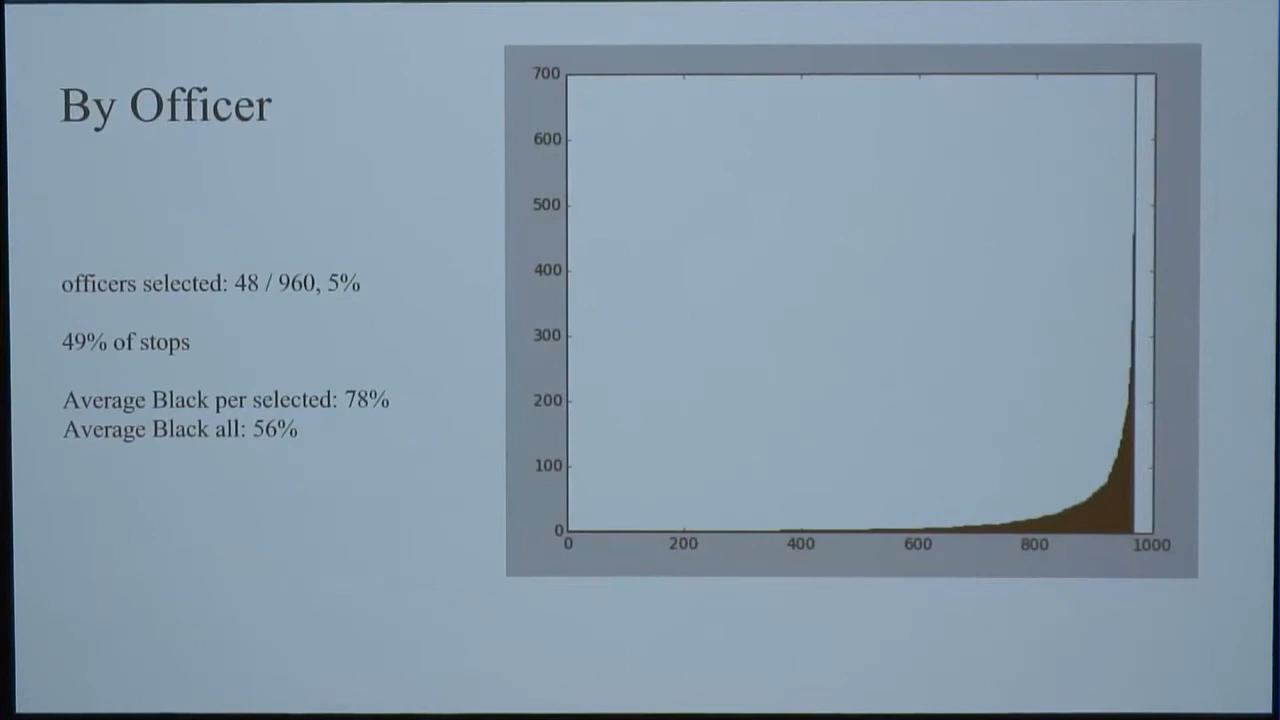 By Officer
officers selected: 48 / 960, 5%
49% of stops
Average Black per selected: 78%
Average Black all: 56%
700
600
500
400
300
200
100
0
0 200 400 600 800 1000